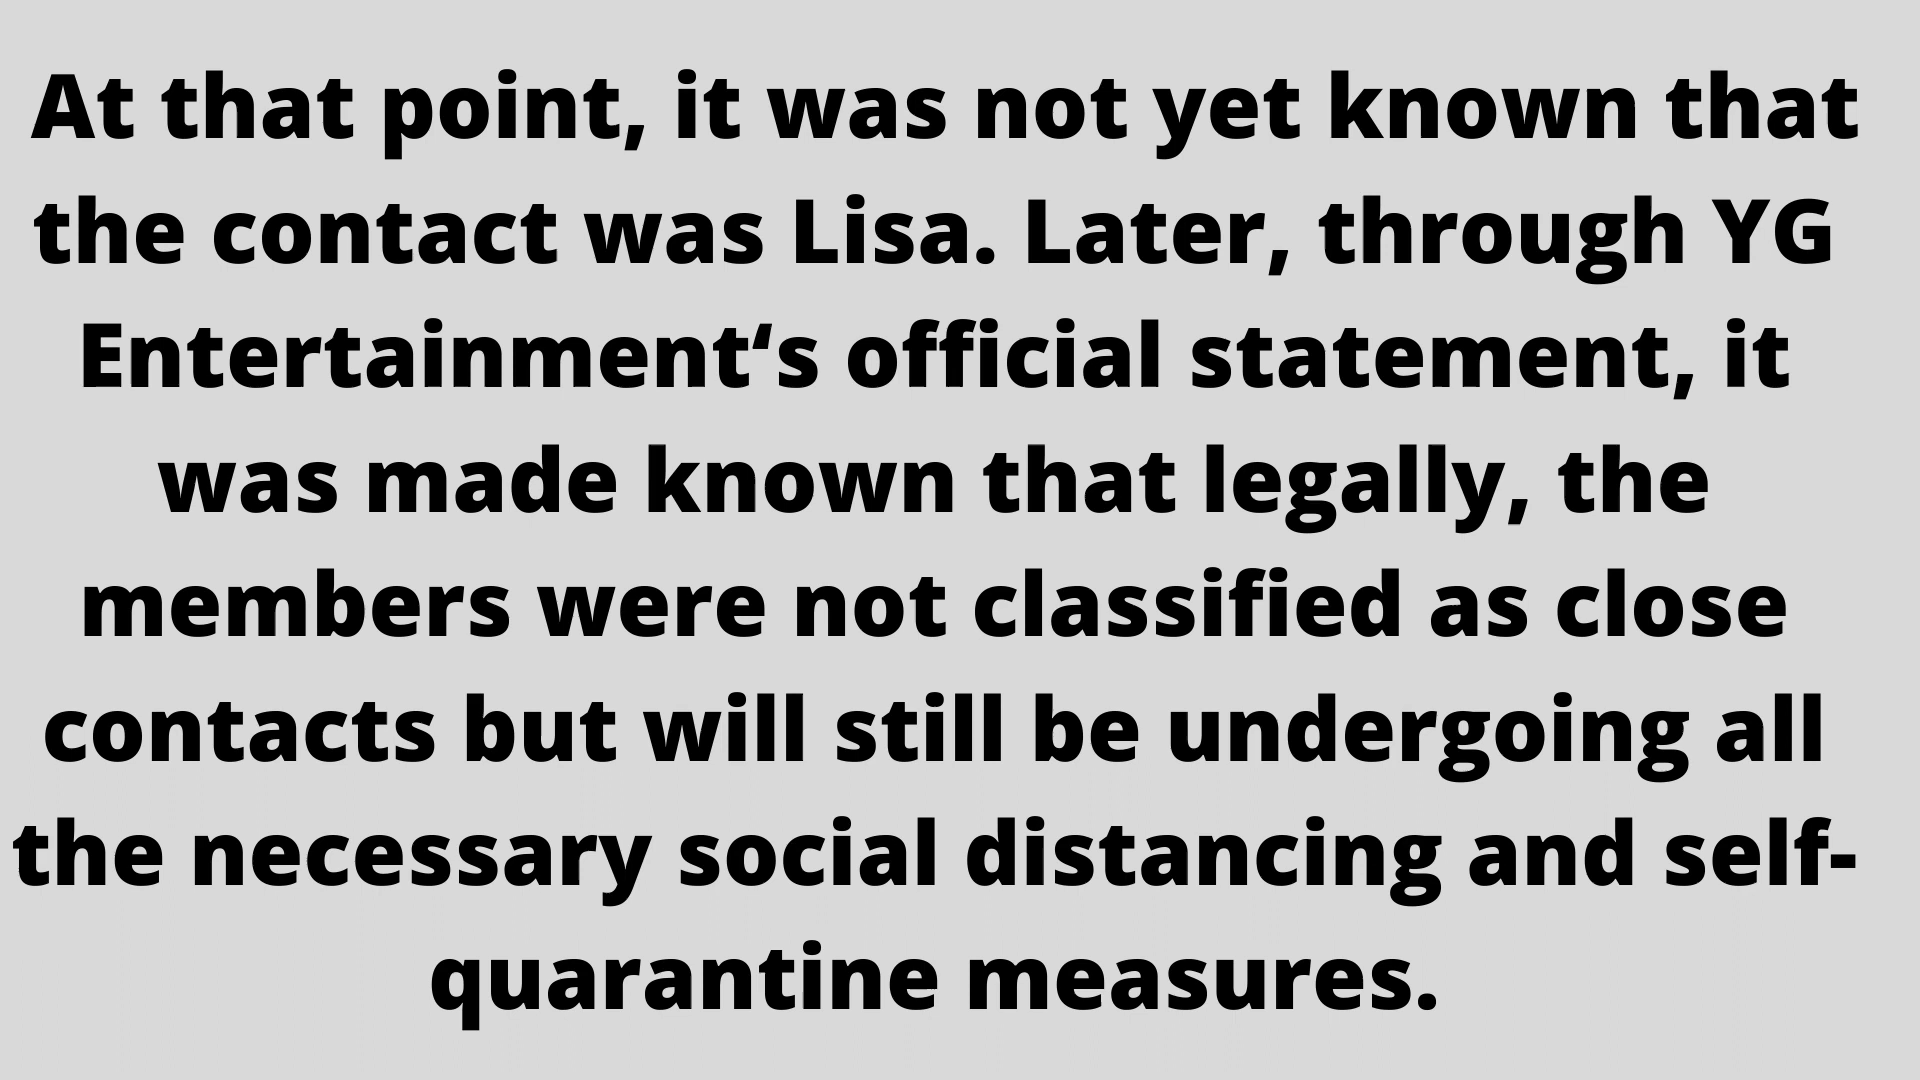 At that point, it was not yet known that
the contact was Lisa. Later, through YG
Entertainment‘s official statement, it
was made known that legally, the
members were not classified as close
contacts but will still be undergoing all
the necessary social distancing and self-
quarantine measures.